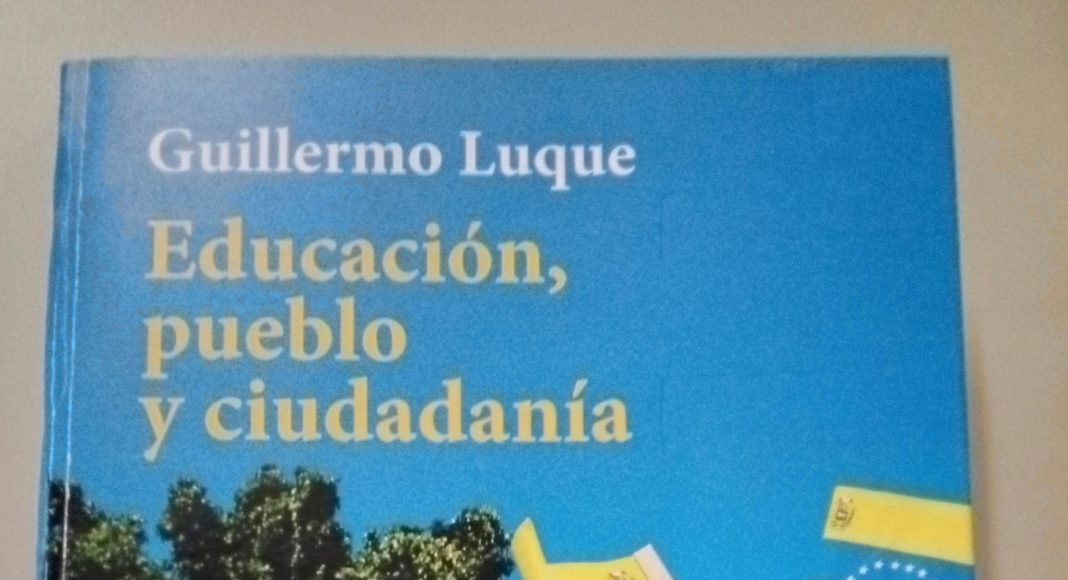 Guillermo Luque
Educación,
pueblo
y ciudadanía